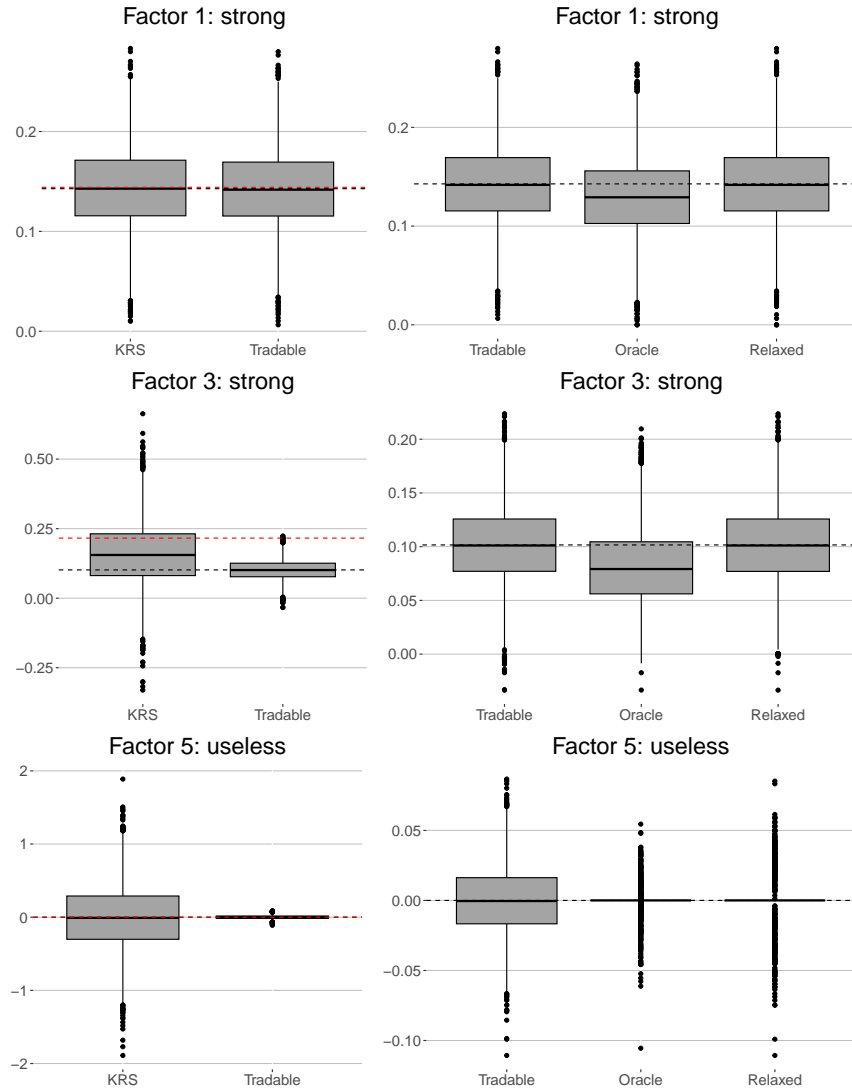 Factor 1: strong
0.2
0.1
0.0
KRS
Tradable
Factor 1: strong
0.2
0.1
0.0
Tradable
Oracle
Relaxed
Factor 3: strong
0.50
0.25
0.00
−0.25
KRS
Tradable
Factor 3: strong
0.20
0.15
0.10
0.05
0.00
Tradable
Oracle
Relaxed
Factor 5: useless
2
1
0
−1
−2
KRS
Tradable
Factor 5: useless
0.05
0.00
−0.05
−0.10
Tradable
Oracle
Relaxed